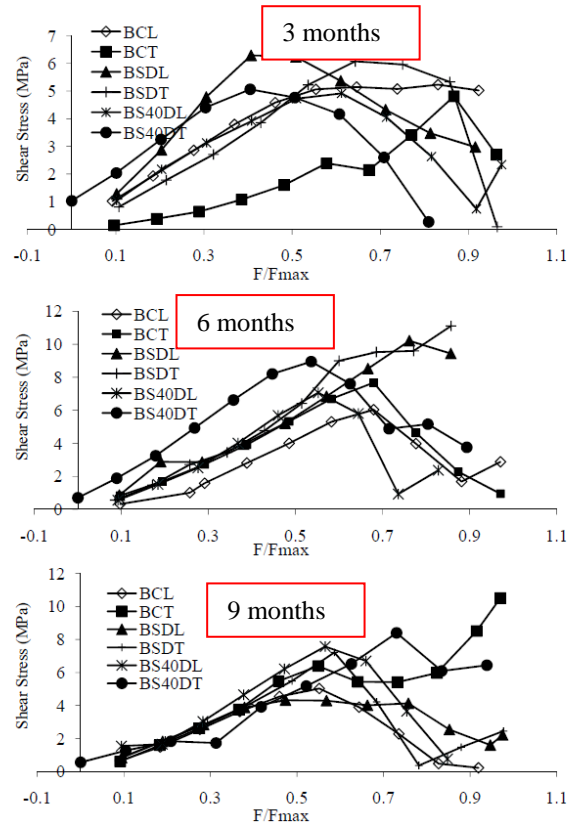 3 months
7
6
5
4
3
2
1
0
Shear Stress (MPa)
BCL
BCT
BSDL
BSDT
BS40DL
BS40DT
-0.1 0.1 0.3 0.5 0.7 0.9 1.1
F/Fmax
6 months
12
10
8
6
4
2
0
Shear Stress (MPa)
BCL
BCT
BSDL
BSDT
BS40DL
BS40DT
-0.1 0.1 0.3 0.5 0.7 0.9 1.1
F/Fmax
9 months
12
10
8
6
4
2
0
Shear Stress (MPa)
BCL
BCT
BSDL
BSDT
BS40DL
BS40DT
-0.1 0.1 0.3 0.5 0.7 0.9 1.1
F/Fmax